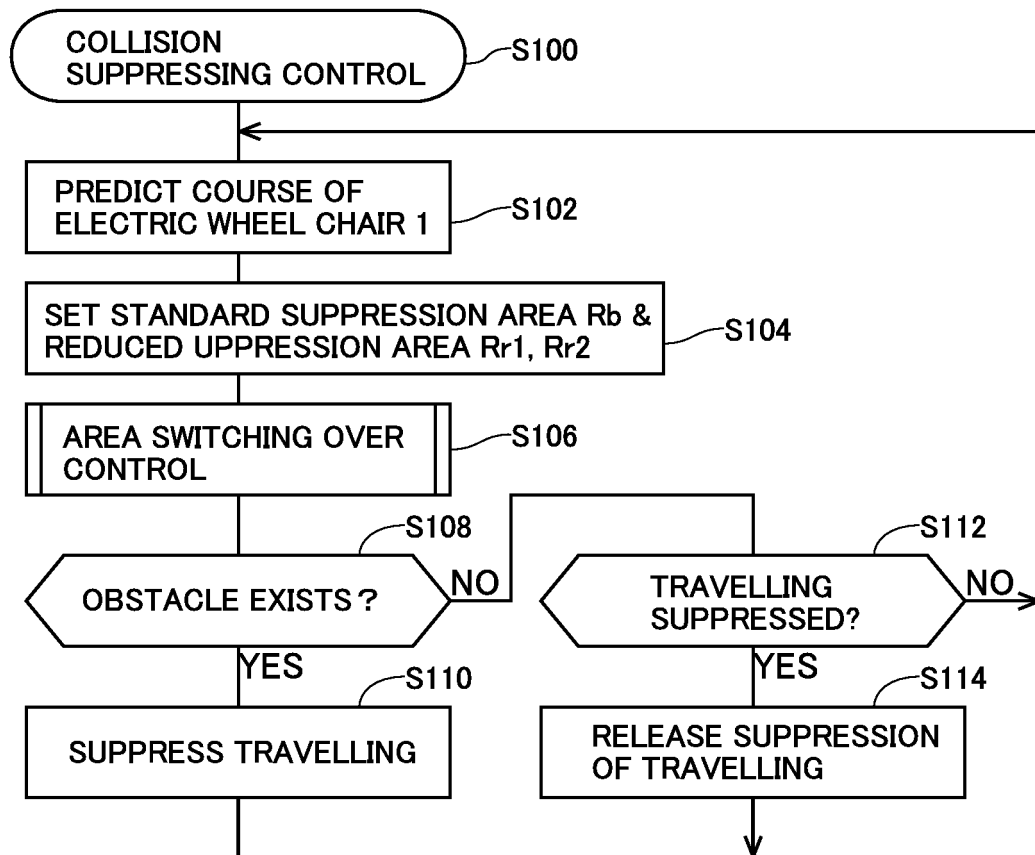 COLLISION
SUPPRESSING CONTROL
S100
PREDICT COURSE OF
ELECTRIC WHEEL CHAIR 1
S102
SET STANDARD SUPPRESSION AREA Rb &
REDUCED UPPRESSION AREA Rr1, Rr2
S104
AREA SWITCHING OVER
CONTROL
S106
S108
OBSTACLE EXISTS?
NO
YES
S110
SUPPRESS TRAVELLING
S112
TRAVELLING
SUPPRESSED?
NO
YES
S114
RELEASE SUPPRESSION
OF TRAVELLING